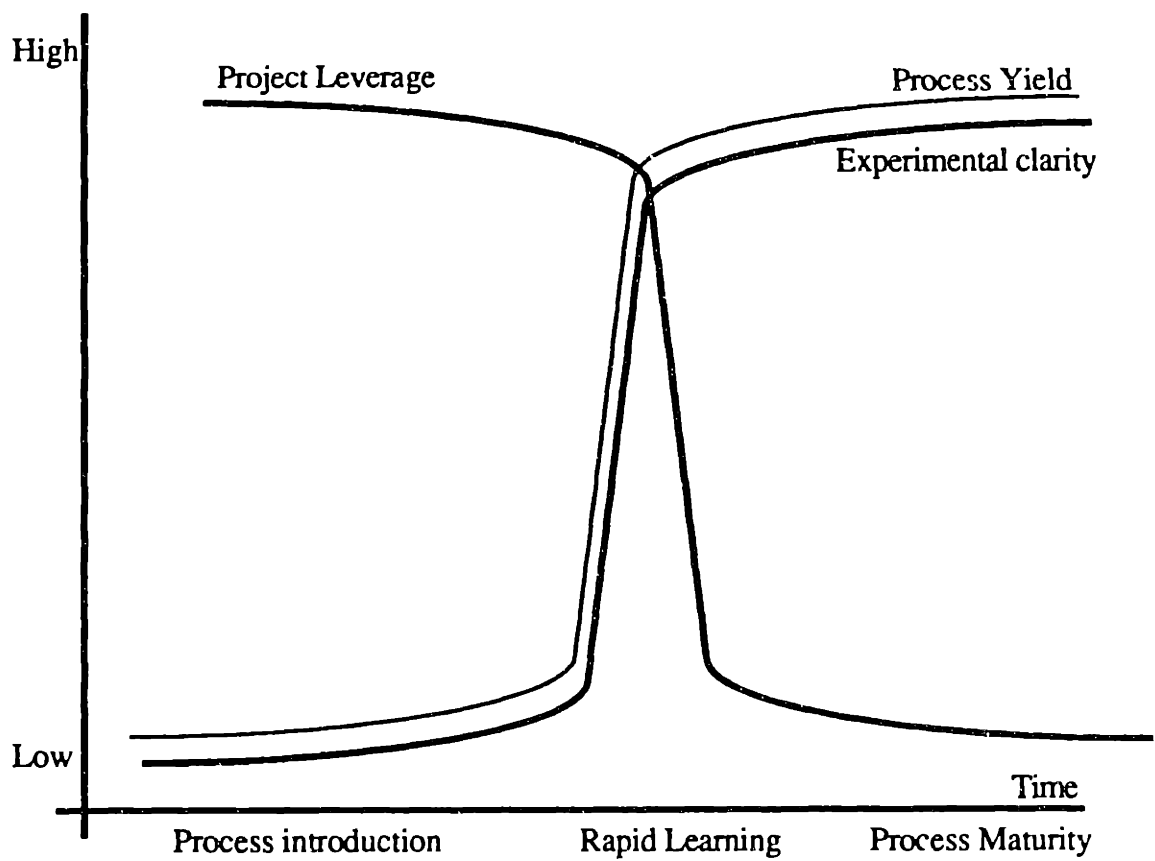 High
Project Leverage
Process Yield
Experimental clarity
Low
Time
Process introduction
Rapid Learning
Process Maturity